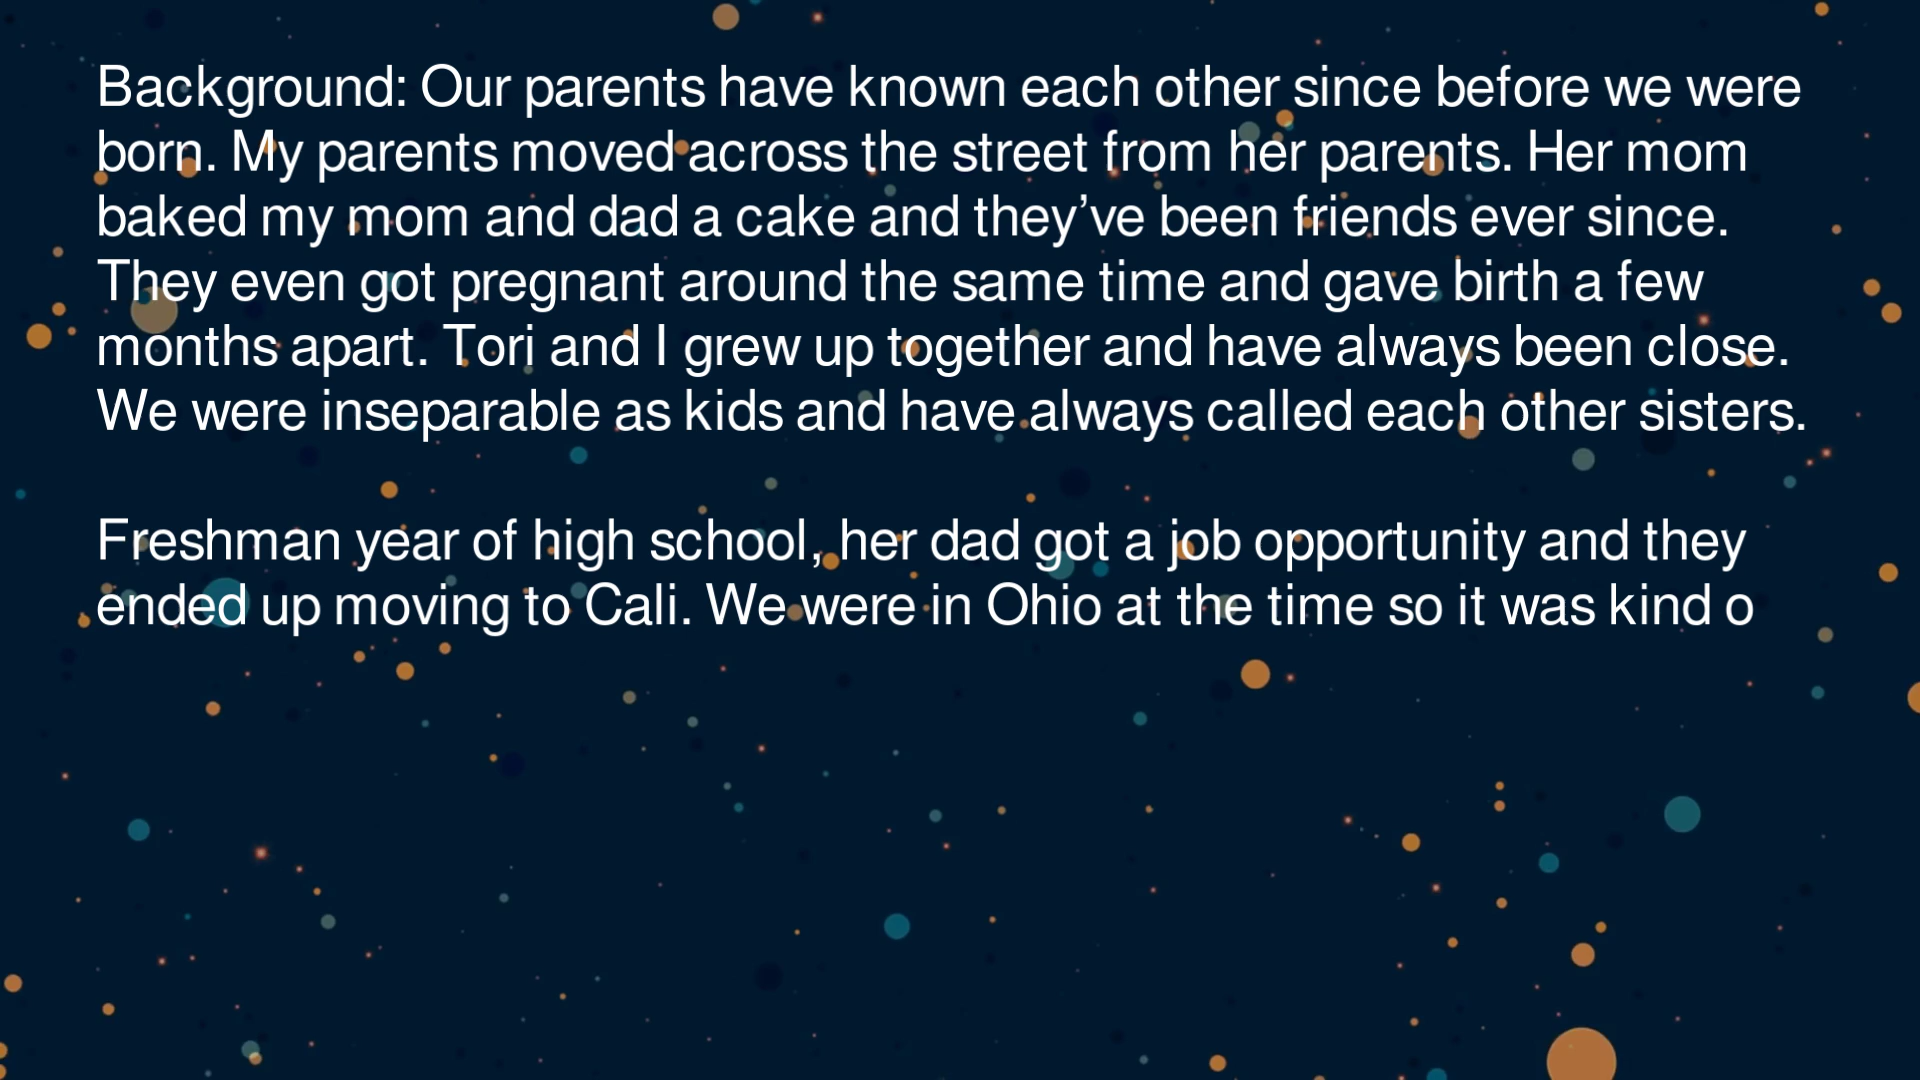 Background: Our parents have known each other since before we were
born. My parents moved across the street from her parents. Her mom
baked my mom and dad a cake and they’ve been friends ever since.
They even got pregnant around the same time and gave birth a few
months apart. Tori and I grew up together and have always been close.
We were inseparable as kids and have always called each other sisters.
Freshman year of high school, her dad got a job opportunity and they
ended up moving to Cali. We were in Ohio at the time so it was kind o